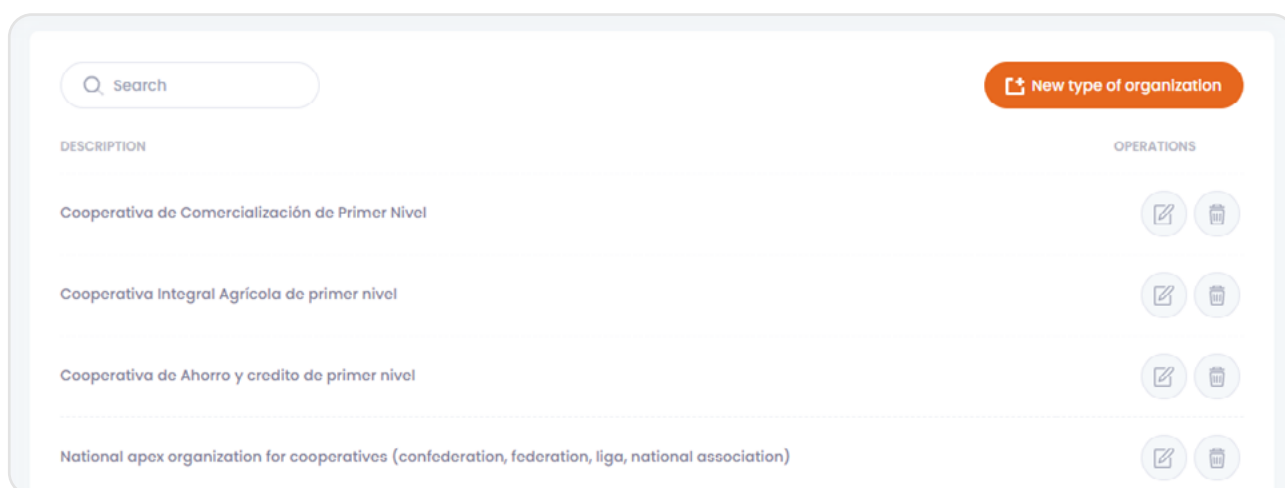 Search
New type of organization
DESCRIPTION
OPERATIONS
Cooperativa de Comercialización de Primer Nivel
Cooperativa Integral Agrícola de primer nivel
Cooperativa de Ahorro y credito de primer nivel
National apex organization for cooperatives (confederation, federation, liga, national association)